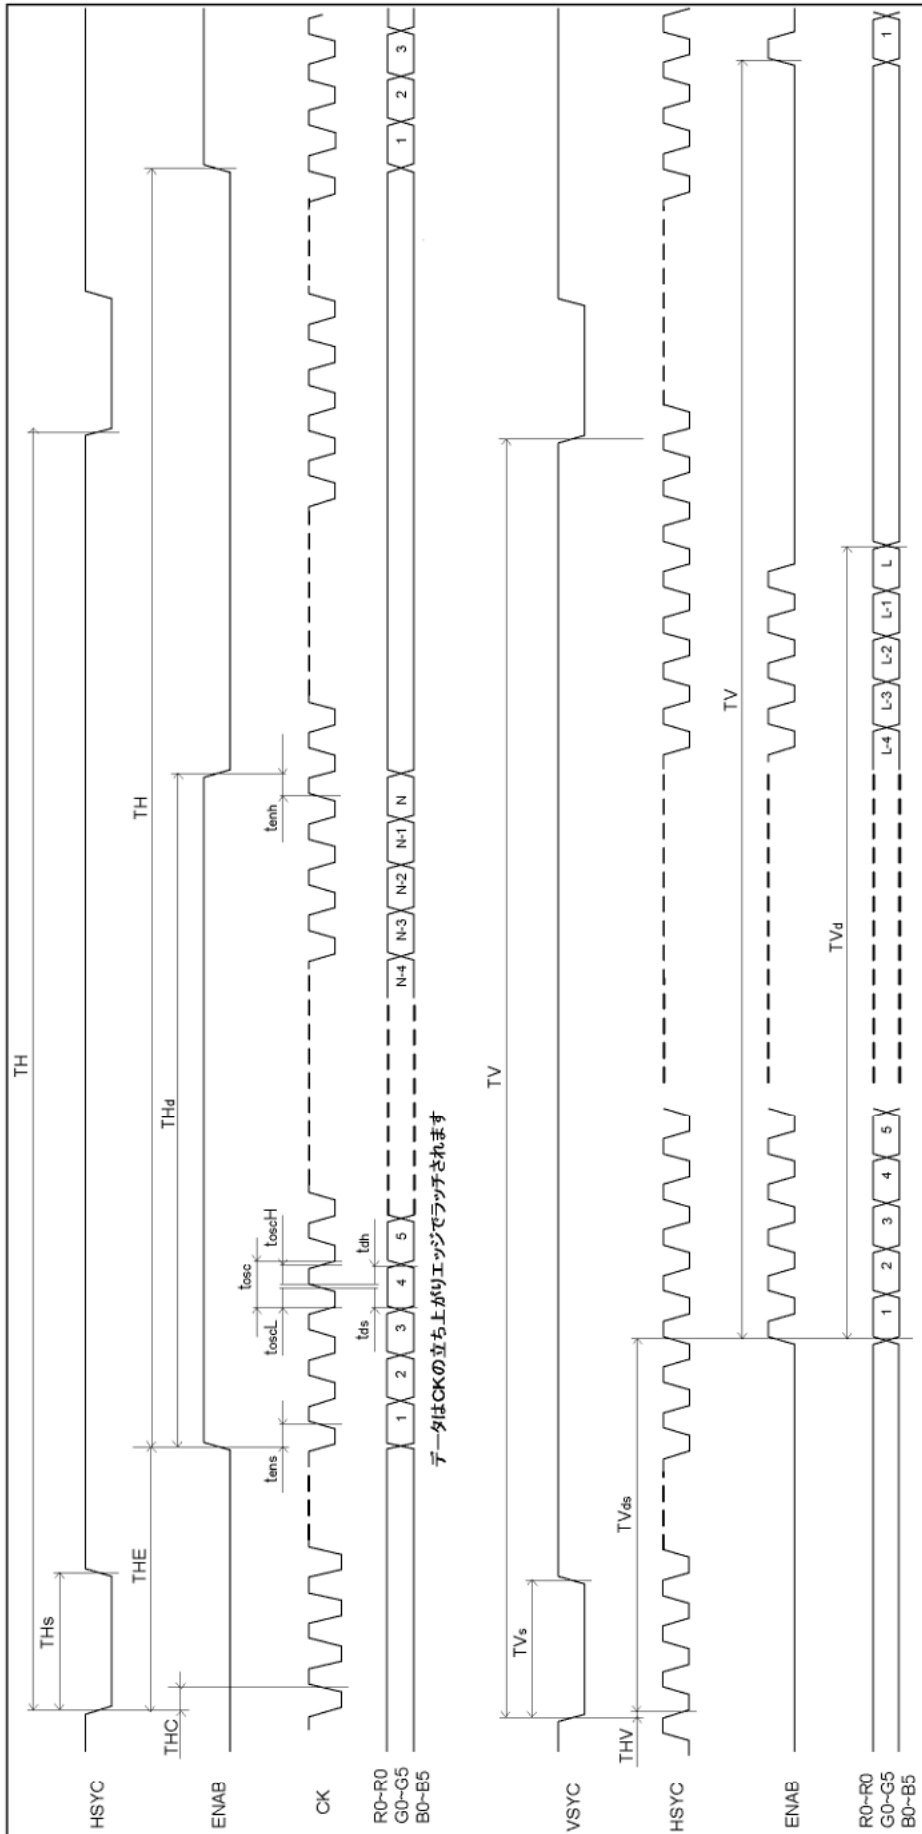 TH
THs
HSYC
THE
TH
THd
THC
ENAB
tens
tosc
toscL
toscH
tenh
CK
tds
tdh
R0~R0
G0~G5
B0~B5
1
2
3
4
5
N-4
N-3
N-2
N-1
N
1
2
3
データはCKの立ち上がりエッジでラッチされます
TV
TVs
VSYC
THV
TVds
HSYC
TV
ENAB
TVd
R0~R0
G0~G5
B0~B5
1
2
3
4
5
L-4
L-3
L-2
L-1
L
1